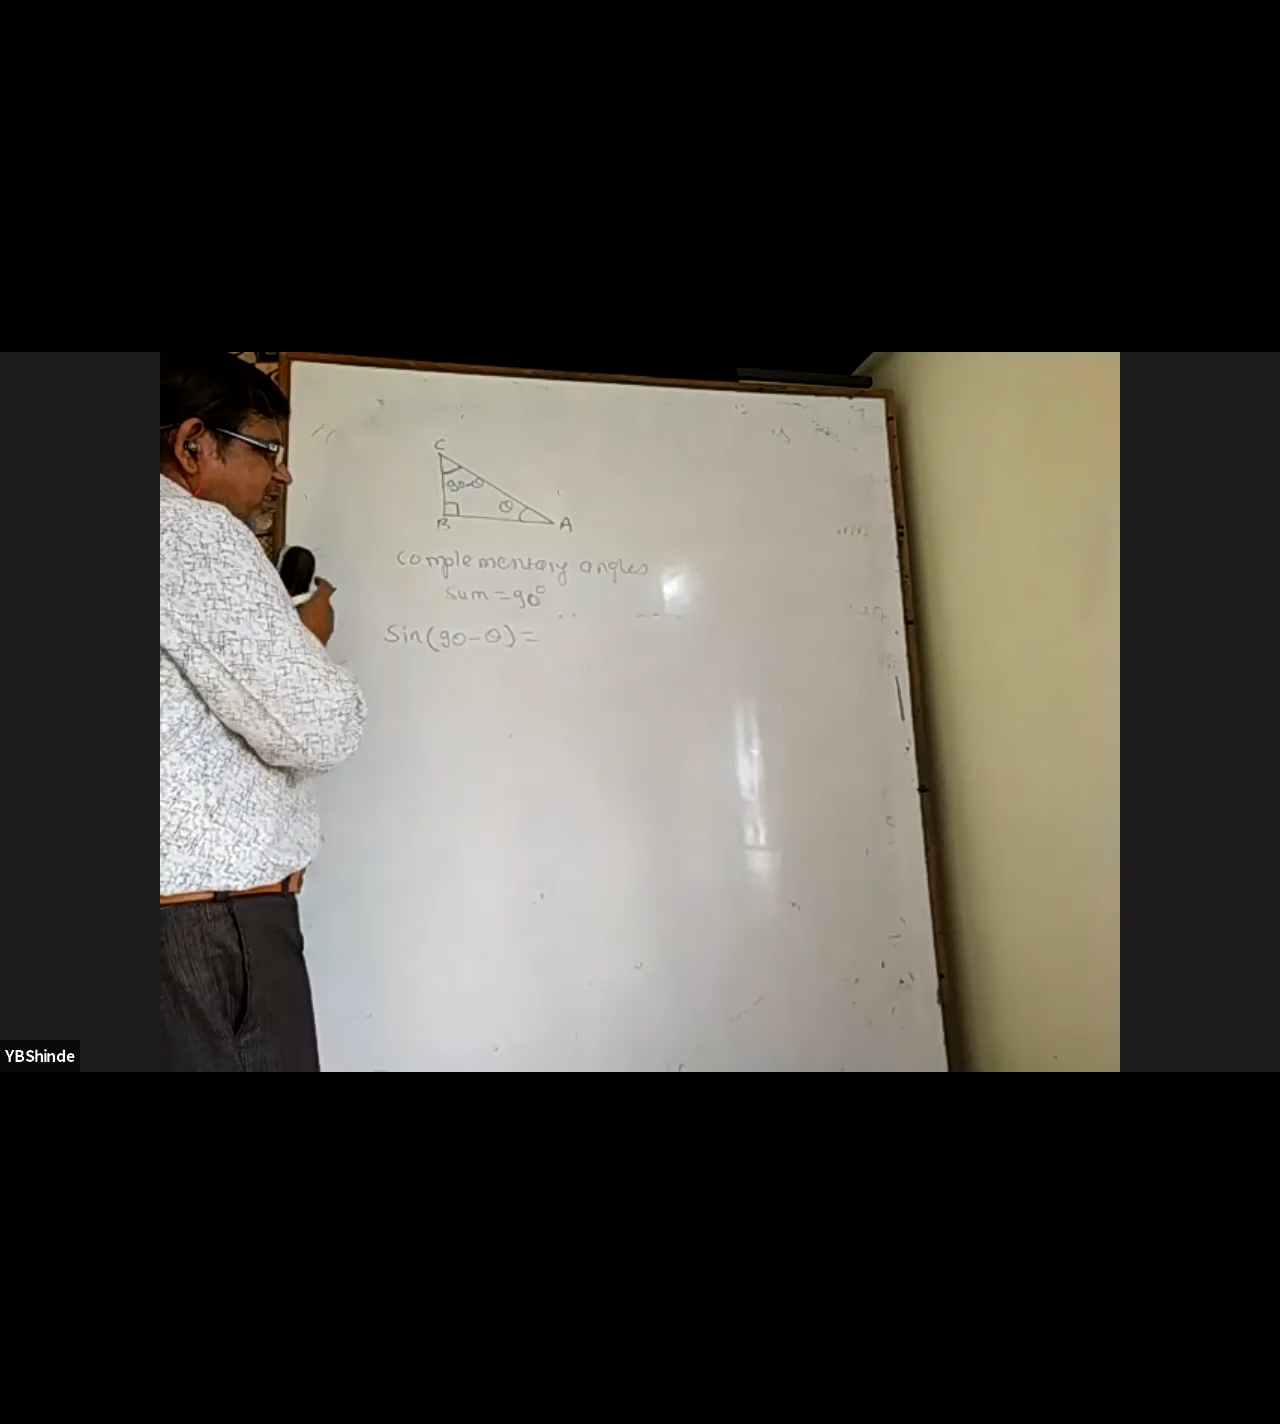 C
90-θ
θ
B
A
complementary angles
sum = 90°
Sin(90-θ) =
YBShinde